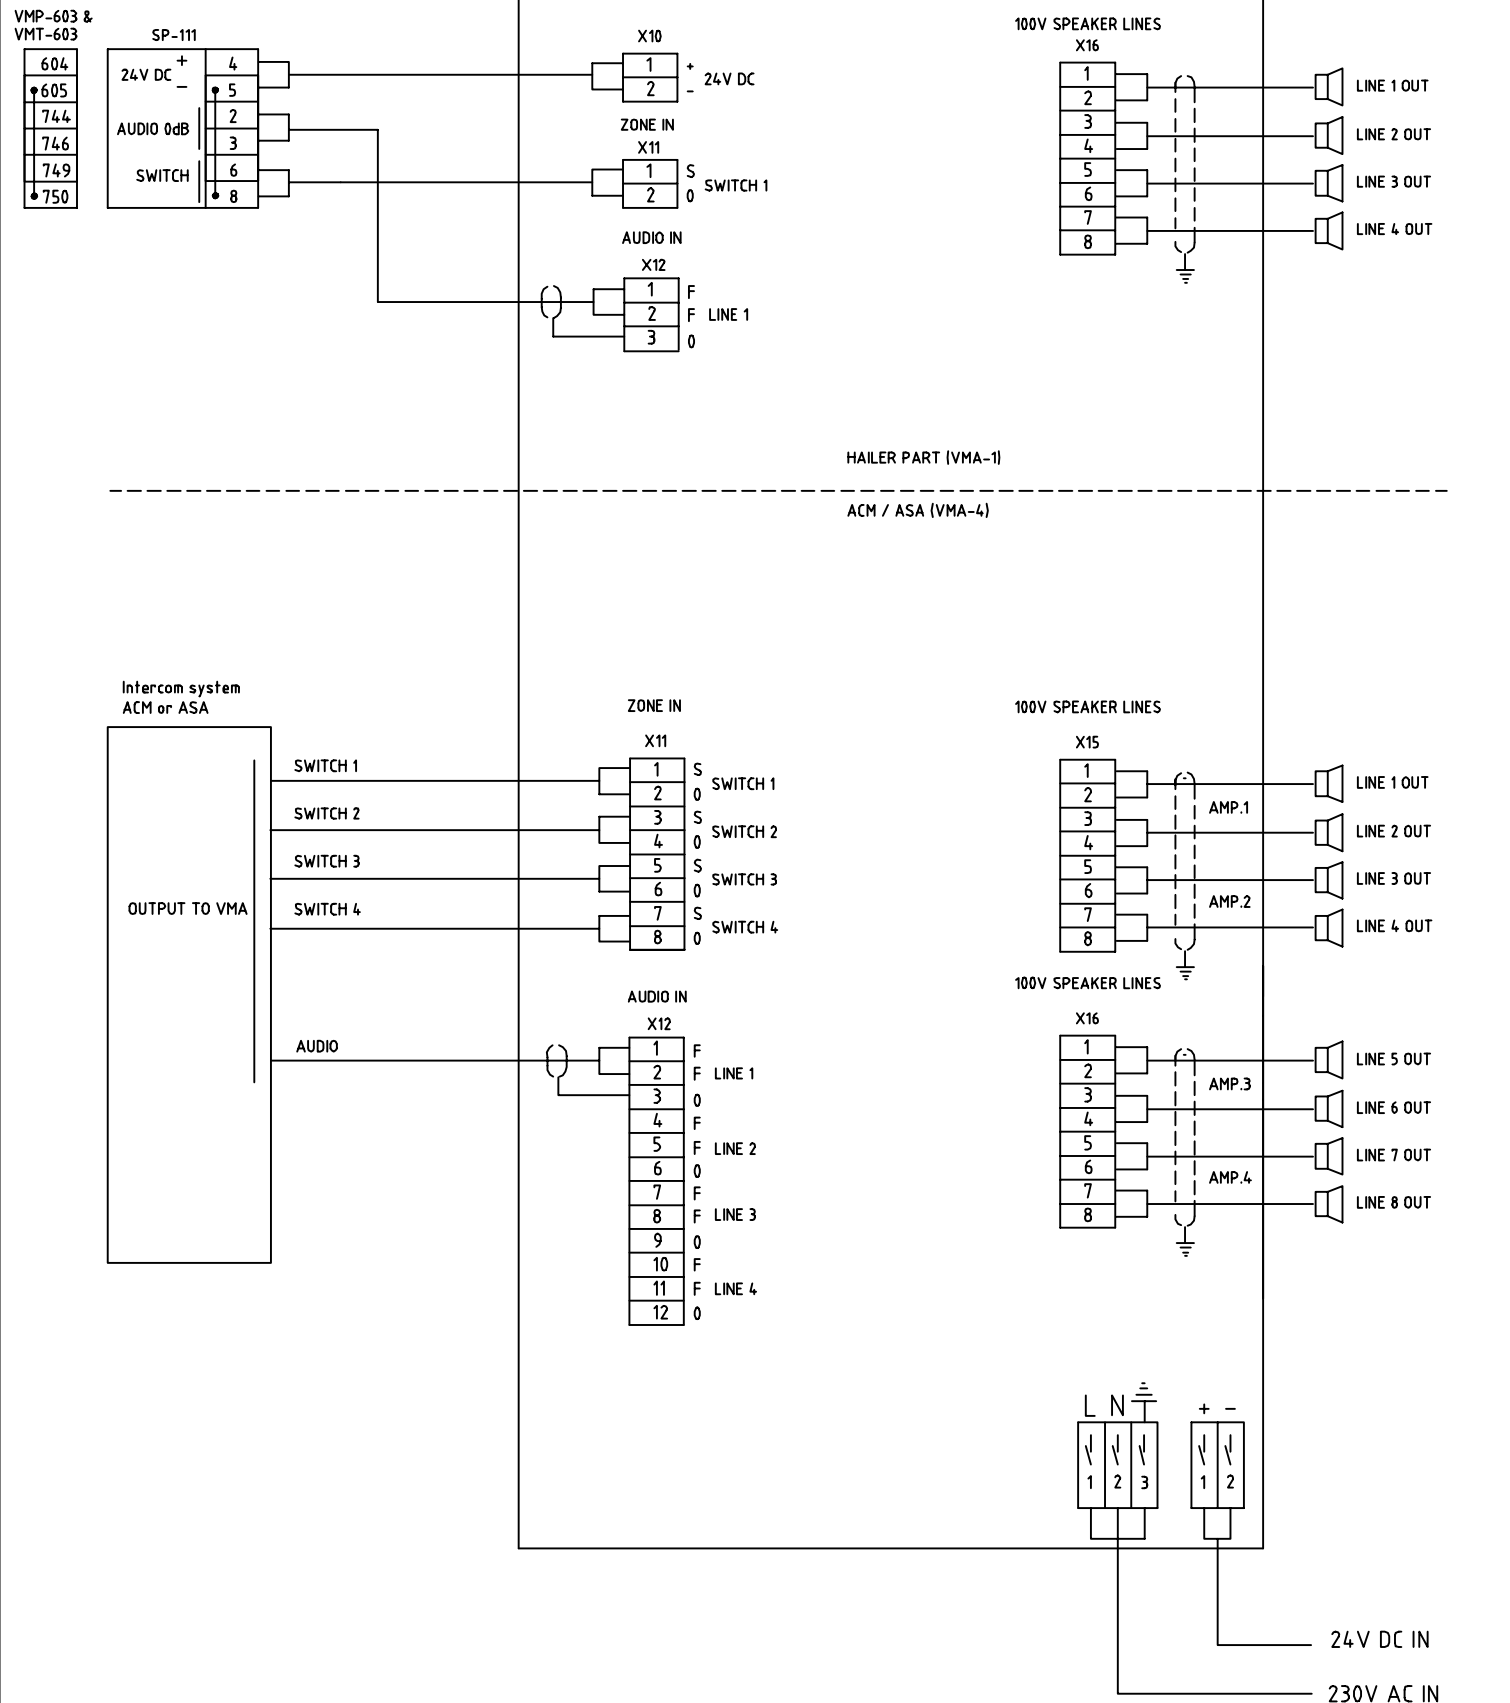 VMP-603 &
VMT-603
604
605
744
746
749
750
SP-111
24V DC + -
4
5
AUDIO 0dB
2
3
SWITCH
6
8
X10
1 +
2 -
24V DC
ZONE IN
X11
1 S
2 0
SWITCH 1
AUDIO IN
X12
1 F
2 F LINE 1
3 0
100V SPEAKER LINES
X16
1
2
3
4
5
6
7
8
LINE 1 OUT
LINE 2 OUT
LINE 3 OUT
LINE 4 OUT
HAILER PART (VMA-1)
ACM / ASA (VMA-4)
Intercom system
ACM or ASA
OUTPUT TO VMA
SWITCH 1
SWITCH 2
SWITCH 3
SWITCH 4
AUDIO
ZONE IN
X11
1 S
2 0
SWITCH 1
3 S
4 0
SWITCH 2
5 S
6 0
SWITCH 3
7 S
8 0
SWITCH 4
AUDIO IN
X12
1 F
2 F LINE 1
3 0
4 F
5 F LINE 2
6 0
7 F
8 F LINE 3
9 0
10 F
11 F LINE 4
12 0
100V SPEAKER LINES
X15
1
2
3
4
5
6
7
8
AMP.1
AMP.2
LINE 1 OUT
LINE 2 OUT
LINE 3 OUT
LINE 4 OUT
100V SPEAKER LINES
X16
1
2
3
4
5
6
7
8
AMP.3
AMP.4
LINE 5 OUT
LINE 6 OUT
LINE 7 OUT
LINE 8 OUT
L N
1 2 3
+ -
1 2
24V DC IN
230V AC IN